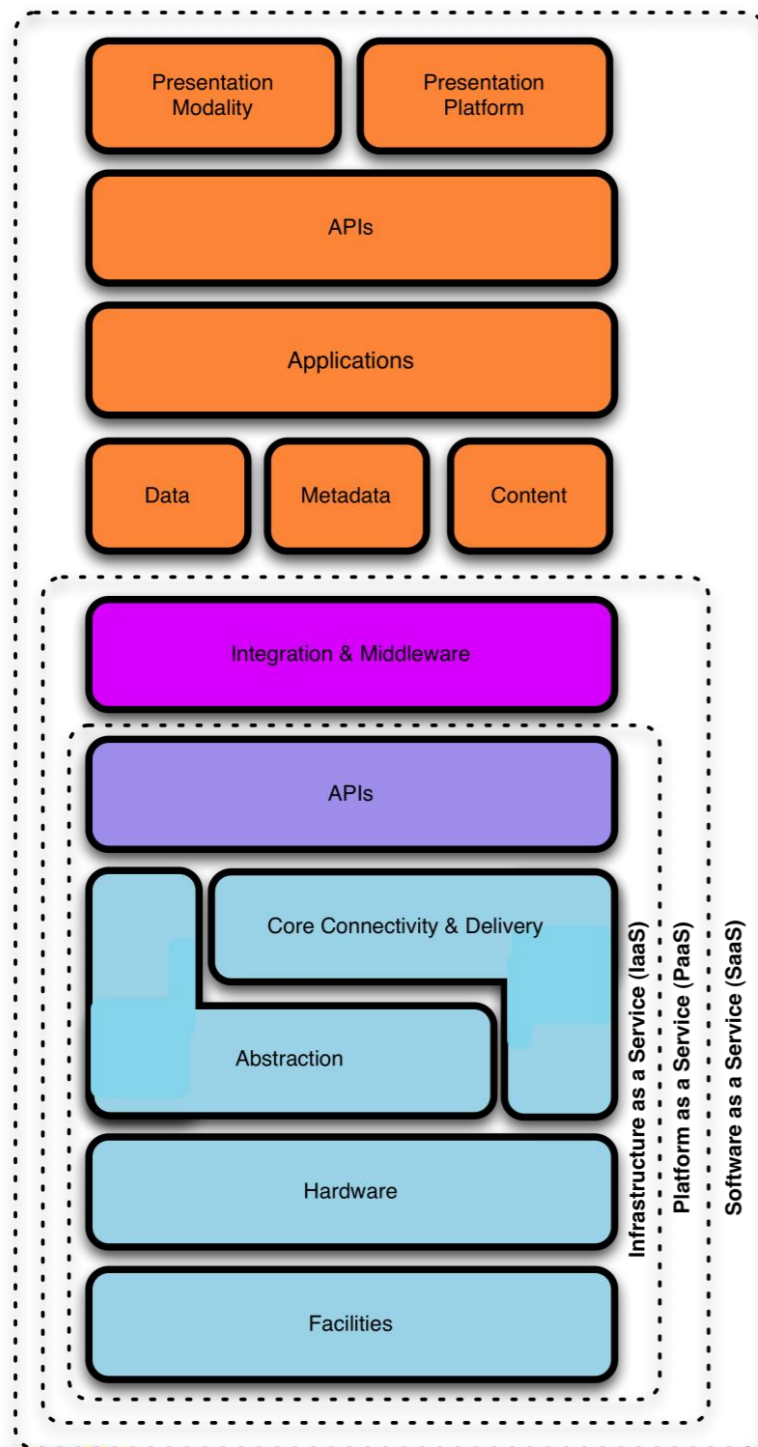 Presentation
Modality
Presentation
Platform
APIs
Applications
Data
Metadata
Content
Integration & Middleware
APIs
Core Connectivity & Delivery
Abstraction
Hardware
Facilities
Infrastructure as a Service (IaaS)
Platform as a Service (PaaS)
Software as a Service (SaaS)